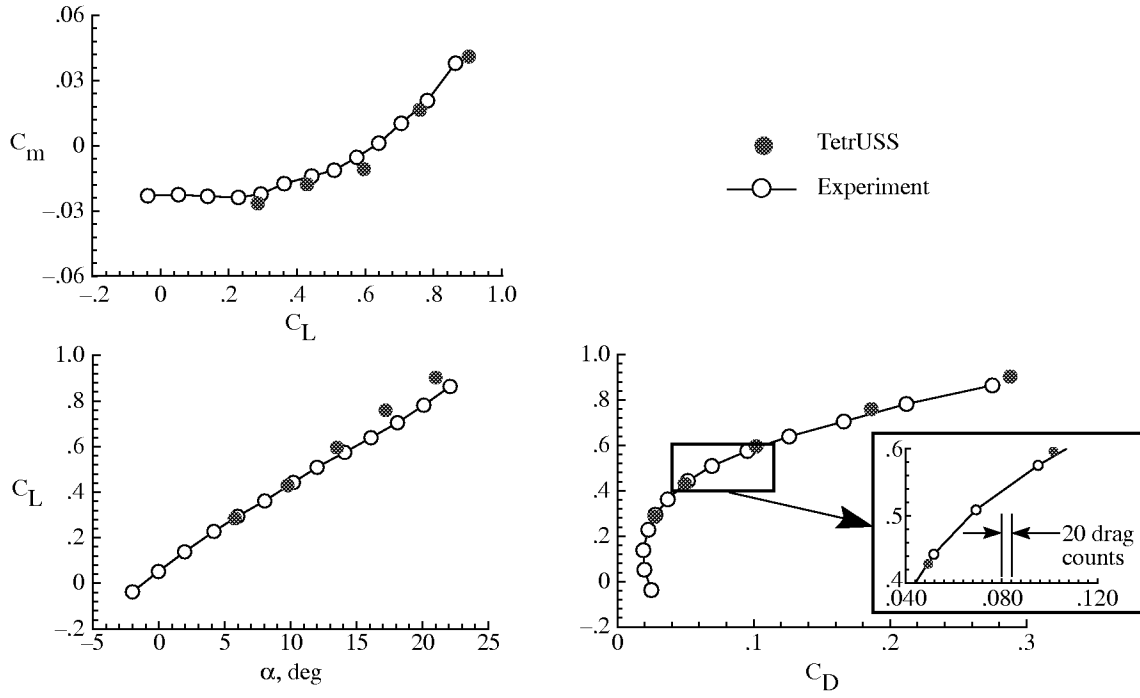 .06
.03
C_m
0
–.03
–.06
–.2 0 .2 .4 .6 .8 1.0
C_L
TetrUSS
Experiment
1.0
.8
.6
C_L
.4
.2
0
–.2
–5 0 5 10 15 20 25
α, deg
1.0
.8
.6
.4
.2
0
–.2
0 .1 .2 .3
C_D
.6
.5
20 drag
counts
.4
.040 .080 .120